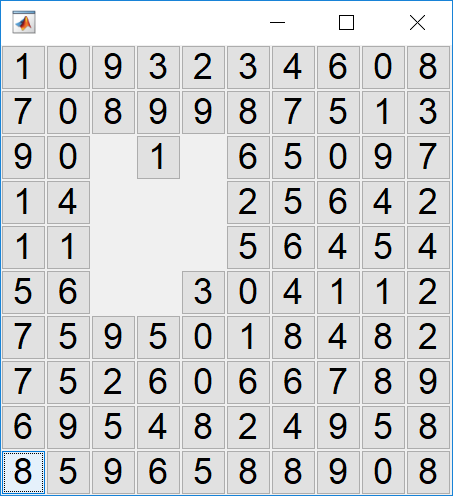 1 0 9 3 2 3 4 6 0 8
7 0 8 9 9 8 7 5 1 3
9 0 1 6 5 0 9 7
1 4 2 5 6 4 2
1 1 5 6 4 5 4
5 6 3 0 4 1 1 2
7 5 9 5 0 1 8 4 8 2
7 5 2 6 0 6 6 7 8 9
6 9 5 4 8 2 4 9 5 8
8 5 9 6 5 8 8 9 0 8